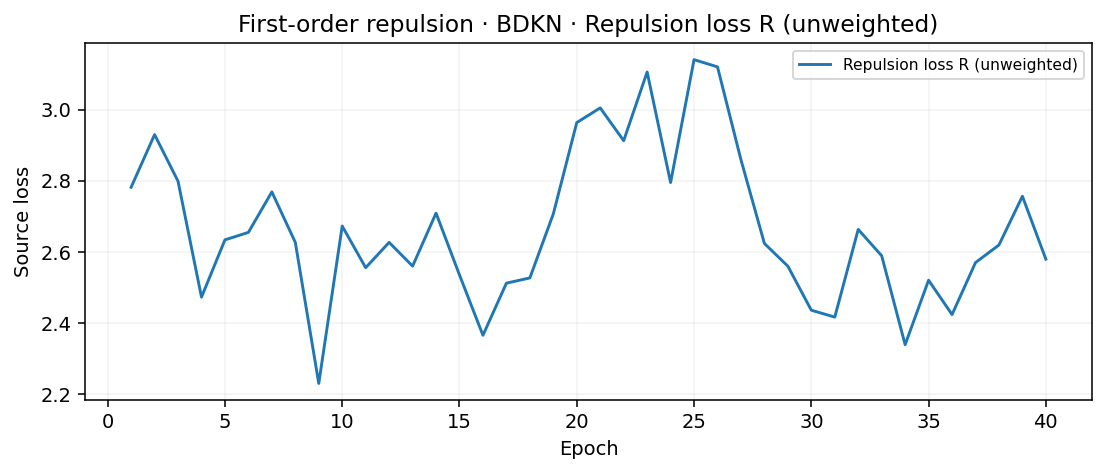 First-order repulsion · BDKN · Repulsion loss R (unweighted)
Repulsion loss R (unweighted)
Source loss
3.0
2.8
2.6
2.4
2.2
0 5 10 15 20 25 30 35 40
Epoch